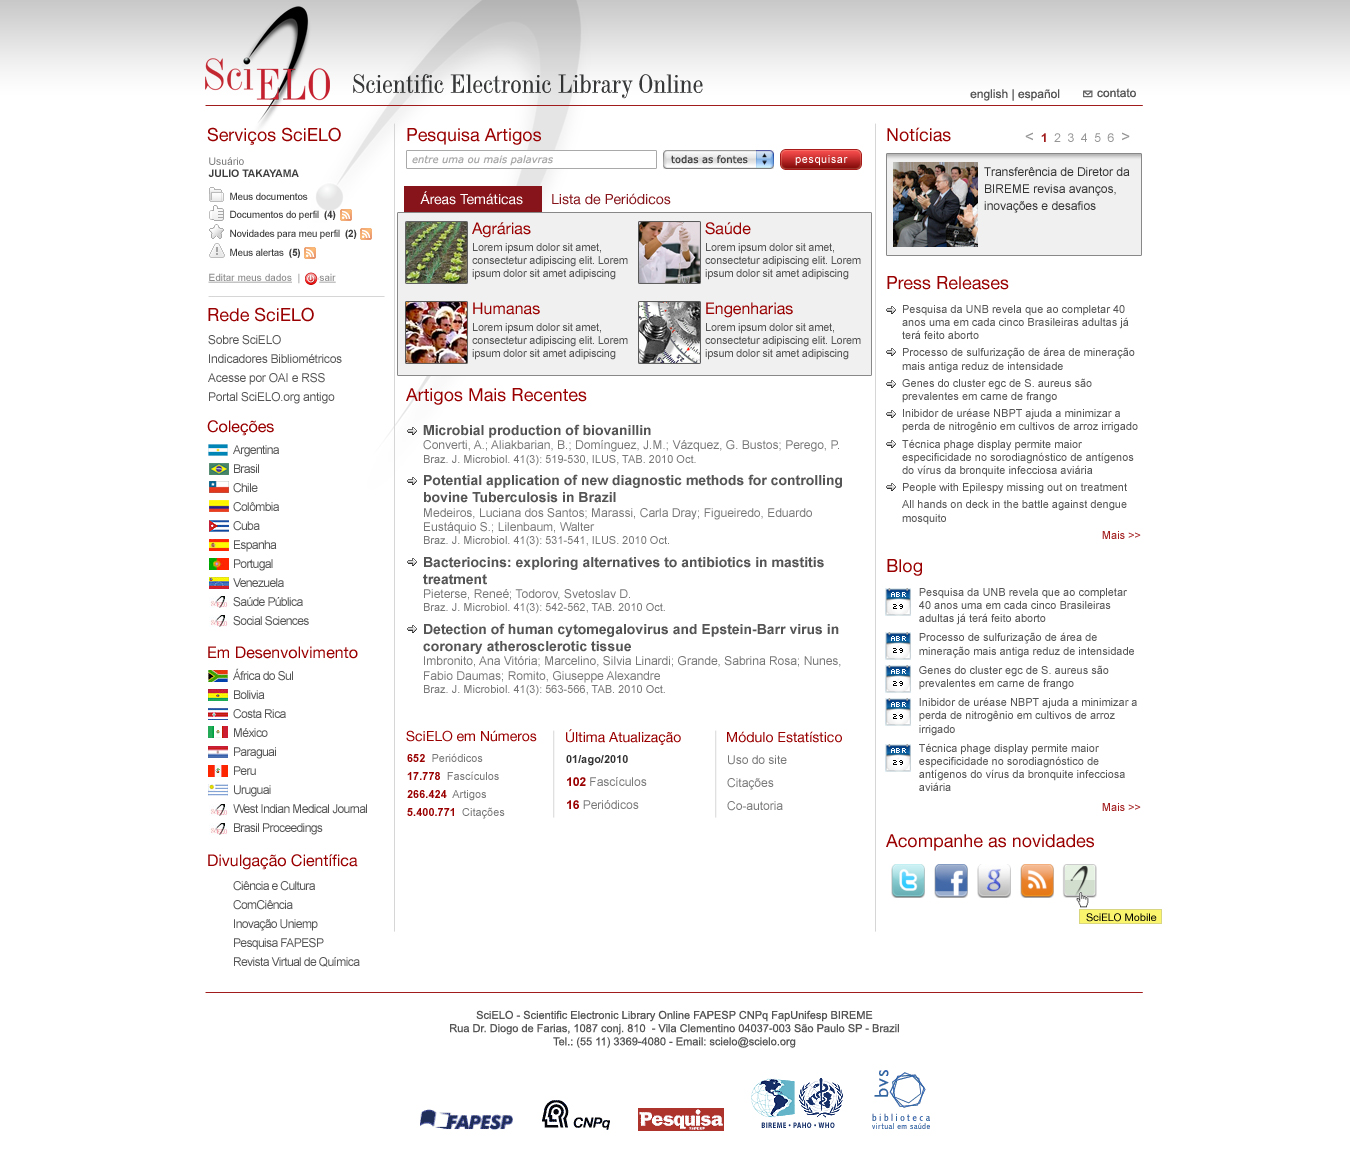 SciELO
Scientific Electronic Library Online
english | español
contato
Serviços SciELO
Usuário
JULIO TAKAYAMA
Meus documentos
Documentos do perfil (4)
Novidades para meu perfil (2)
Meus alertas (5)
Editar meus dados | sair
Rede SciELO
Sobre SciELO
Indicadores Bibliométricos
Acesse por OAI e RSS
Portal SciELO.org antigo
Coleções
Argentina
Brasil
Chile
Colômbia
Cuba
Espanha
Portugal
Venezuela
Saúde Pública
Social Sciences
Em Desenvolvimento
África do Sul
Bolivia
Costa Rica
México
Paraguai
Peru
Uruguai
West Indian Medical Journal
Brasil Proceedings
Divulgação Científica
Ciência e Cultura
ComCiência
Inovação Uniemp
Pesquisa FAPESP
Revista Virtual de Química
Pesquisa Artigos
entre uma ou mais palavras
todas as fontes
pesquisar
Áreas Temáticas
Lista de Periódicos
Agrárias
Lorem ipsum dolor sit amet,
consectetur adipiscing elit. Lorem
ipsum dolor sit amet adipiscing
Saúde
Lorem ipsum dolor sit amet,
consectetur adipiscing elit. Lorem
ipsum dolor sit amet adipiscing
Humanas
Lorem ipsum dolor sit amet,
consectetur adipiscing elit. Lorem
ipsum dolor sit amet adipiscing
Engenharias
Lorem ipsum dolor sit amet,
consectetur adipiscing elit. Lorem
ipsum dolor sit amet adipiscing
Artigos Mais Recentes
Microbial production of biovanillin
Converti, A.; Aliakbarian, B.; Domínguez, J.M.; Vázquez, G. Bustos; Perego, P.
Braz. J. Microbiol. 41(3): 519-530, ILUS, TAB. 2010 Oct.
Potential application of new diagnostic methods for controlling
bovine Tuberculosis in Brazil
Medeiros, Luciana dos Santos; Marassi, Carla Dray; Figueiredo, Eduardo
Eustáquio S.; Lilenbaum, Walter
Braz. J. Microbiol. 41(3): 531-541, ILUS. 2010 Oct.
Bacteriocins: exploring alternatives to antibiotics in mastitis
treatment
Pieterse, Reneé; Todorov, Svetoslav D.
Braz. J. Microbiol. 41(3): 542-562, TAB. 2010 Oct.
Detection of human cytomegalovirus and Epstein-Barr virus in
coronary atherosclerotic tissue
Imbronito, Ana Vitória; Marcelino, Silvia Linardi; Grande, Sabrina Rosa; Nunes,
Fabio Daumas; Romito, Giuseppe Alexandre
Braz. J. Microbiol. 41(3): 563-566, TAB. 2010 Oct.
SciELO em Números
652 Periódicos
17.778 Fascículos
266.424 Artigos
5.400.771 Citações
Última Atualização
01/ago/2010
102 Fascículos
16 Periódicos
Módulo Estatístico
Uso do site
Citações
Co-autoria
Notícias
< 1 2 3 4 5 6 >
Transferência de Diretor da
BIREME revisa avanços,
inovações e desafios
Press Releases
Pesquisa da UNB revela que ao completar 40
anos uma em cada cinco Brasileiras adultas já
terá feito aborto
Processo de sulfurização de área de mineração
mais antiga reduz de intensidade
Genes do cluster egc de S. aureus são
prevalentes em carne de frango
Inibidor de uréase NBPT ajuda a minimizar a
perda de nitrogênio em cultivos de arroz irrigado
Técnica phage display permite maior
especificidade no sorodiagnóstico de antígenos
do vírus da bronquite infecciosa aviária
People with Epilespy missing out on treatment
All hands on deck in the battle against dengue
mosquito
Mais >>
Blog
ABR
29
Pesquisa da UNB revela que ao completar
40 anos uma em cada cinco Brasileiras
adultas já terá feito aborto
ABR
29
Processo de sulfurização de área de
mineração mais antiga reduz de intensidade
ABR
29
Genes do cluster egc de S. aureus são
prevalentes em carne de frango
ABR
29
Inibidor de uréase NBPT ajuda a minimizar a
perda de nitrogênio em cultivos de arroz
irrigado
ABR
29
Técnica phage display permite maior
especificidade no sorodiagnóstico de
antígenos do vírus da bronquite infecciosa
aviária
Mais >>
Acompanhe as novidades
SciELO Mobile
SciELO - Scientific Electronic Library Online FAPESP CNPq FapUnifesp BIREME
Rua Dr. Diogo de Farias, 1087 conj. 810 - Vila Clementino 04037-003 São Paulo SP - Brazil
Tel.: (55 11) 3369-4080 - Email: scielo@scielo.org
FAPESP
CNPq
Pesquisa
FAPESP
BIREME • PAHO • WHO
bvs
biblioteca
virtual em saúde